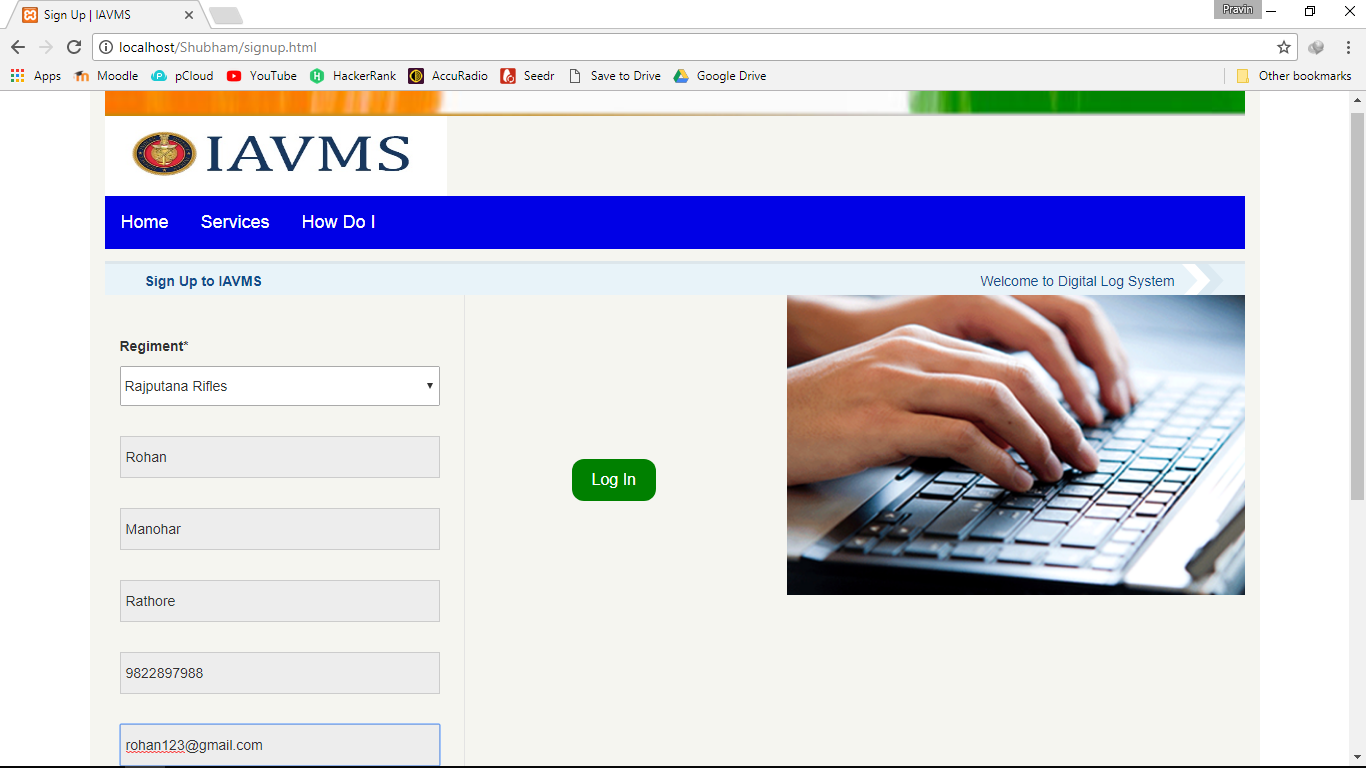 Sign Up | IAVMS
Pravin
localhost/Shubham/signup.html
Apps Moodle pCloud YouTube HackerRank AccuRadio Seedr Save to Drive Google Drive Other bookmarks
IAVMS
Home Services How Do I
Sign Up to IAVMS Welcome to Digital Log System
Regiment*
Rajputana Rifles
Rohan
Log In
Manohar
Rathore
9822897988
rohan123@gmail.com